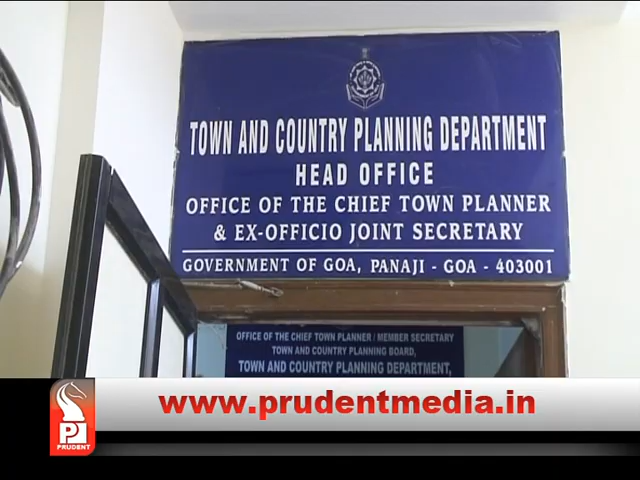 TOWN AND COUNTRY PLANNING DEPARTMENT
HEAD OFFICE
OFFICE OF THE CHIEF TOWN PLANNER
& EX-OFFICIO JOINT SECRETARY
GOVERNMENT OF GOA, PANAJI - GOA - 403001
OFFICE OF THE CHIEF TOWN PLANNER / MEMBER SECRETARY
TOWN AND COUNTRY PLANNING BOARD,
TOWN AND COUNTRY PLANNING DEPARTMENT,
www.prudentmedia.in
PRUDENT